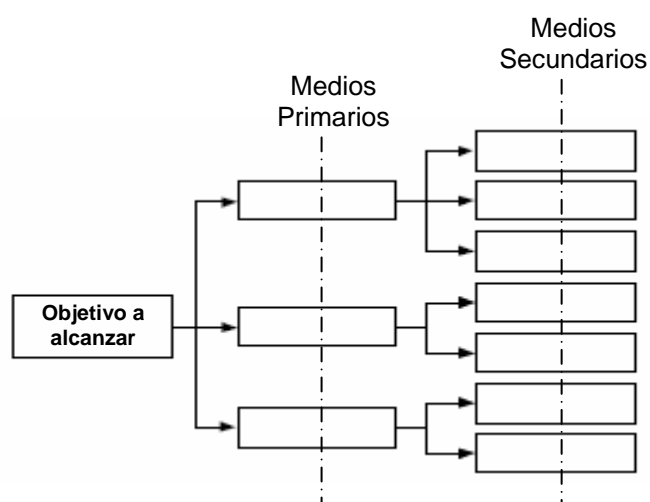 Medios
Secundarios
Medios
Primarios
Objetivo a
alcanzar